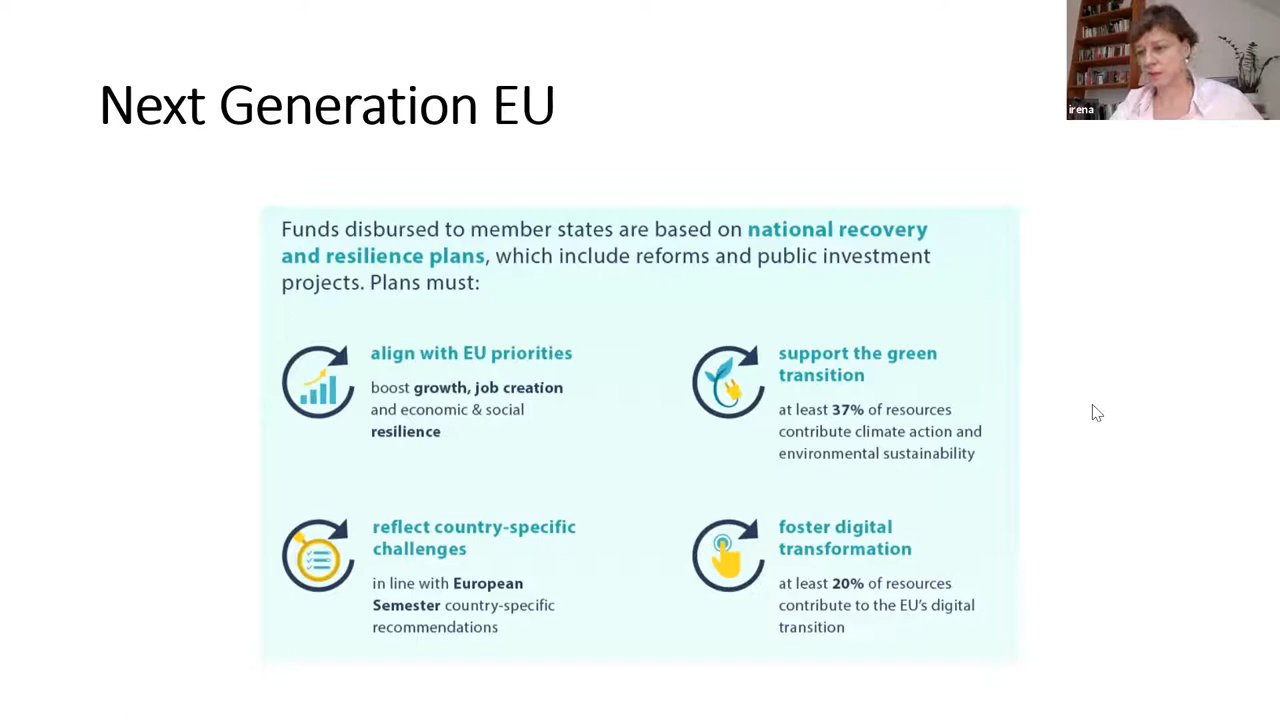 Next Generation EU
irena
Funds disbursed to member states are based on national recovery
and resilience plans, which include reforms and public investment
projects. Plans must:
align with EU priorities
boost growth, job creation
and economic & social
resilience
support the green
transition
at least 37% of resources
contribute climate action and
environmental sustainability
reflect country-specific
challenges
in line with European
Semester country-specific
recommendations
foster digital
transformation
at least 20% of resources
contribute to the EU's digital
transition